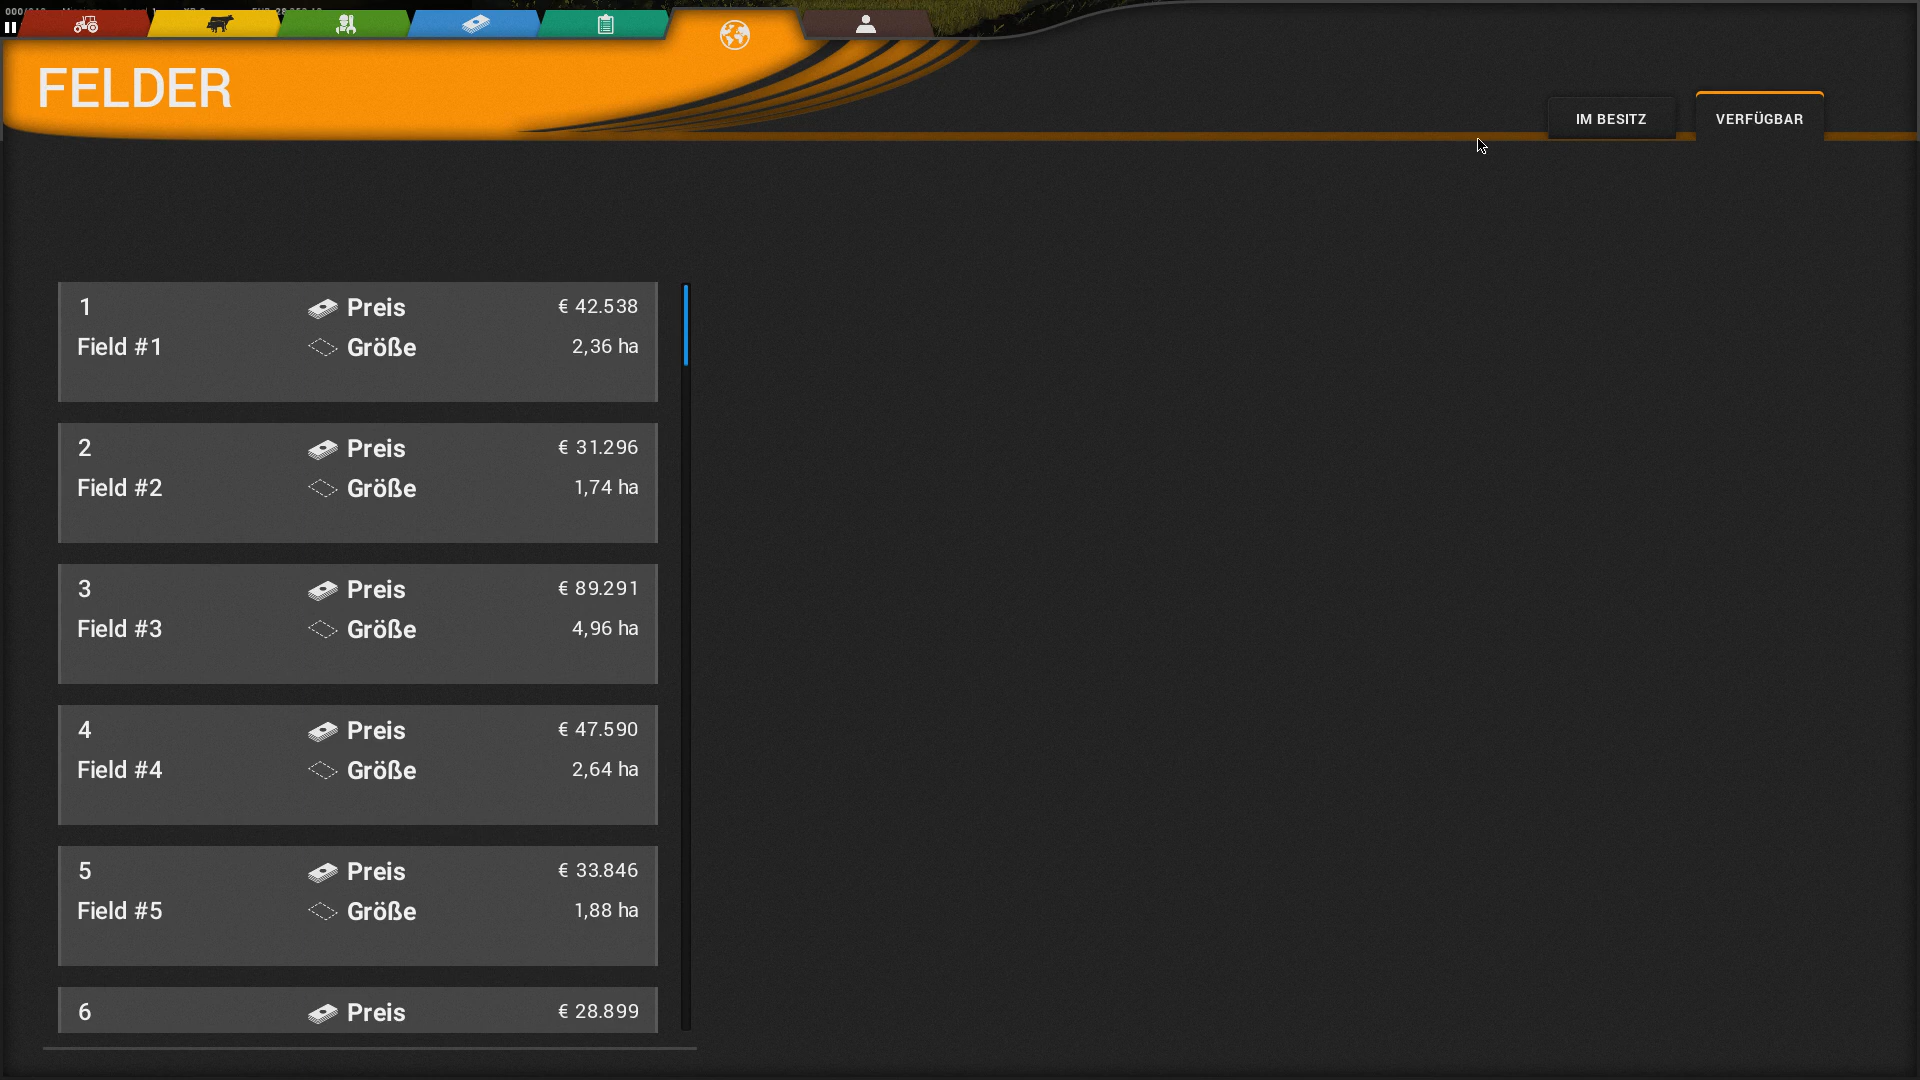 FELDER
IM BESITZ
VERFÜGBAR
1
Preis
€ 42.538
Field #1
Größe
2,36 ha
2
Preis
€ 31.296
Field #2
Größe
1,74 ha
3
Preis
€ 89.291
Field #3
Größe
4,96 ha
4
Preis
€ 47.590
Field #4
Größe
2,64 ha
5
Preis
€ 33.846
Field #5
Größe
1,88 ha
6
Preis
€ 28.899